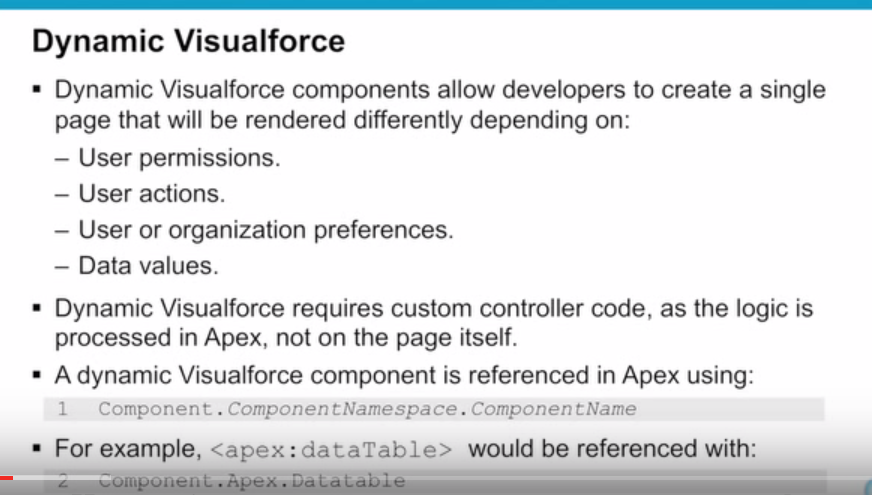 Dynamic Visualforce
▪ Dynamic Visualforce components allow developers to create a single
page that will be rendered differently depending on:
– User permissions.
– User actions.
– User or organization preferences.
– Data values.
▪ Dynamic Visualforce requires custom controller code, as the logic is
processed in Apex, not on the page itself.
▪ A dynamic Visualforce component is referenced in Apex using:
1 Component.ComponentNamespace.ComponentName
▪ For example, <apex:dataTable> would be referenced with:
2 Component.Apex.Datatable